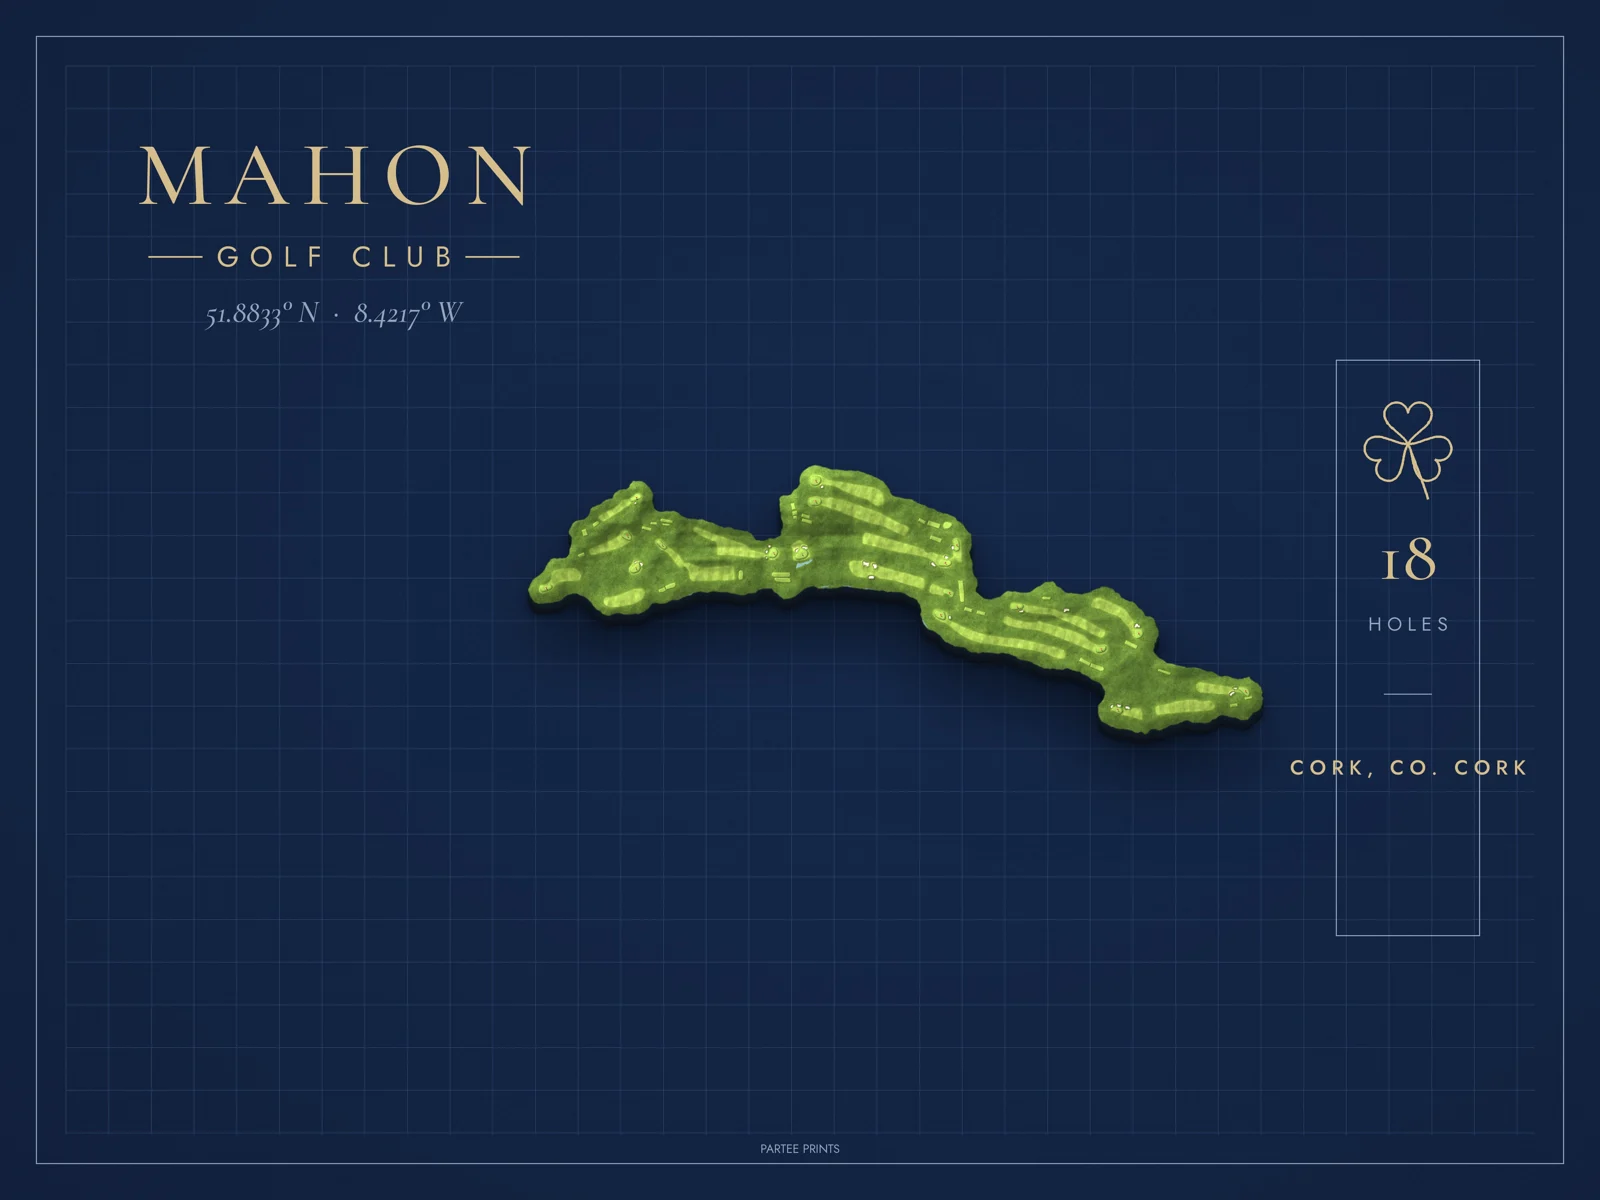 MAHON
GOLF CLUB
51.8833° N · 8.4217° W
18
HOLES
CORK, CO. CORK
PARTEE PRINTS